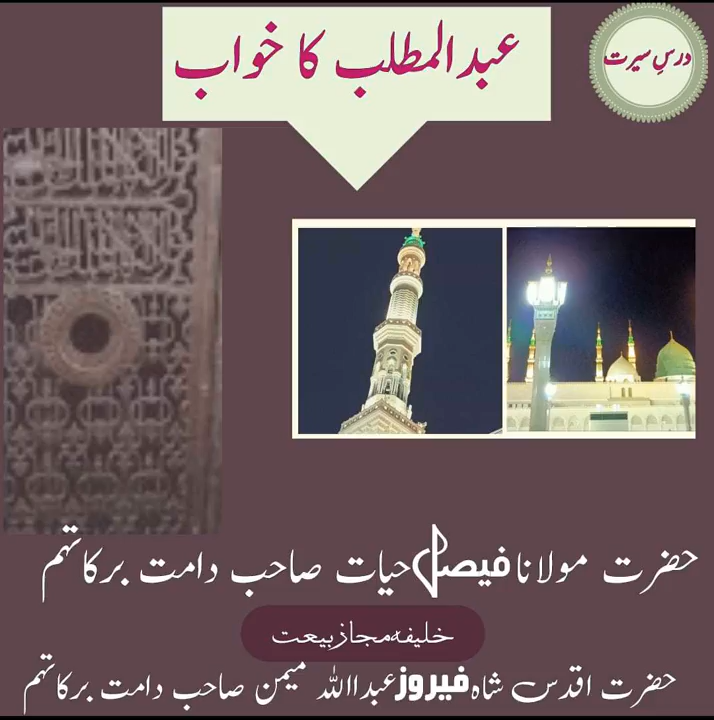 درسِ سیرت
عبدالمطلب کا خواب
حضرت مولانا فیصل حیات صاحب دامت برکاتہم
خلیفہ مجاز بیعت
حضرت اقدس شاہ فیروز عبداللہ میمن صاحب دامت برکاتہم